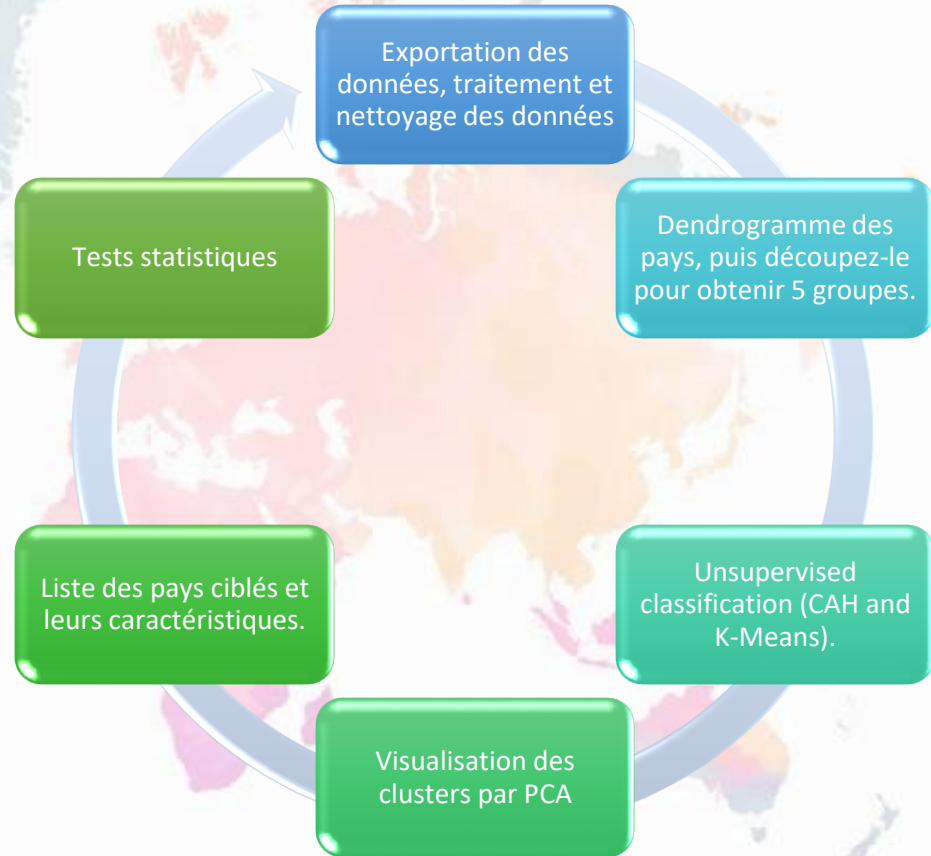 Exportation des
données, traitement et
nettoyage des données
Dendrogramme des
pays, puis découpez-le
pour obtenir 5 groupes.
Unsupervised
classification (CAH and
K-Means).
Visualisation des
clusters par PCA
Liste des pays ciblés et
leurs caractéristiques.
Tests statistiques